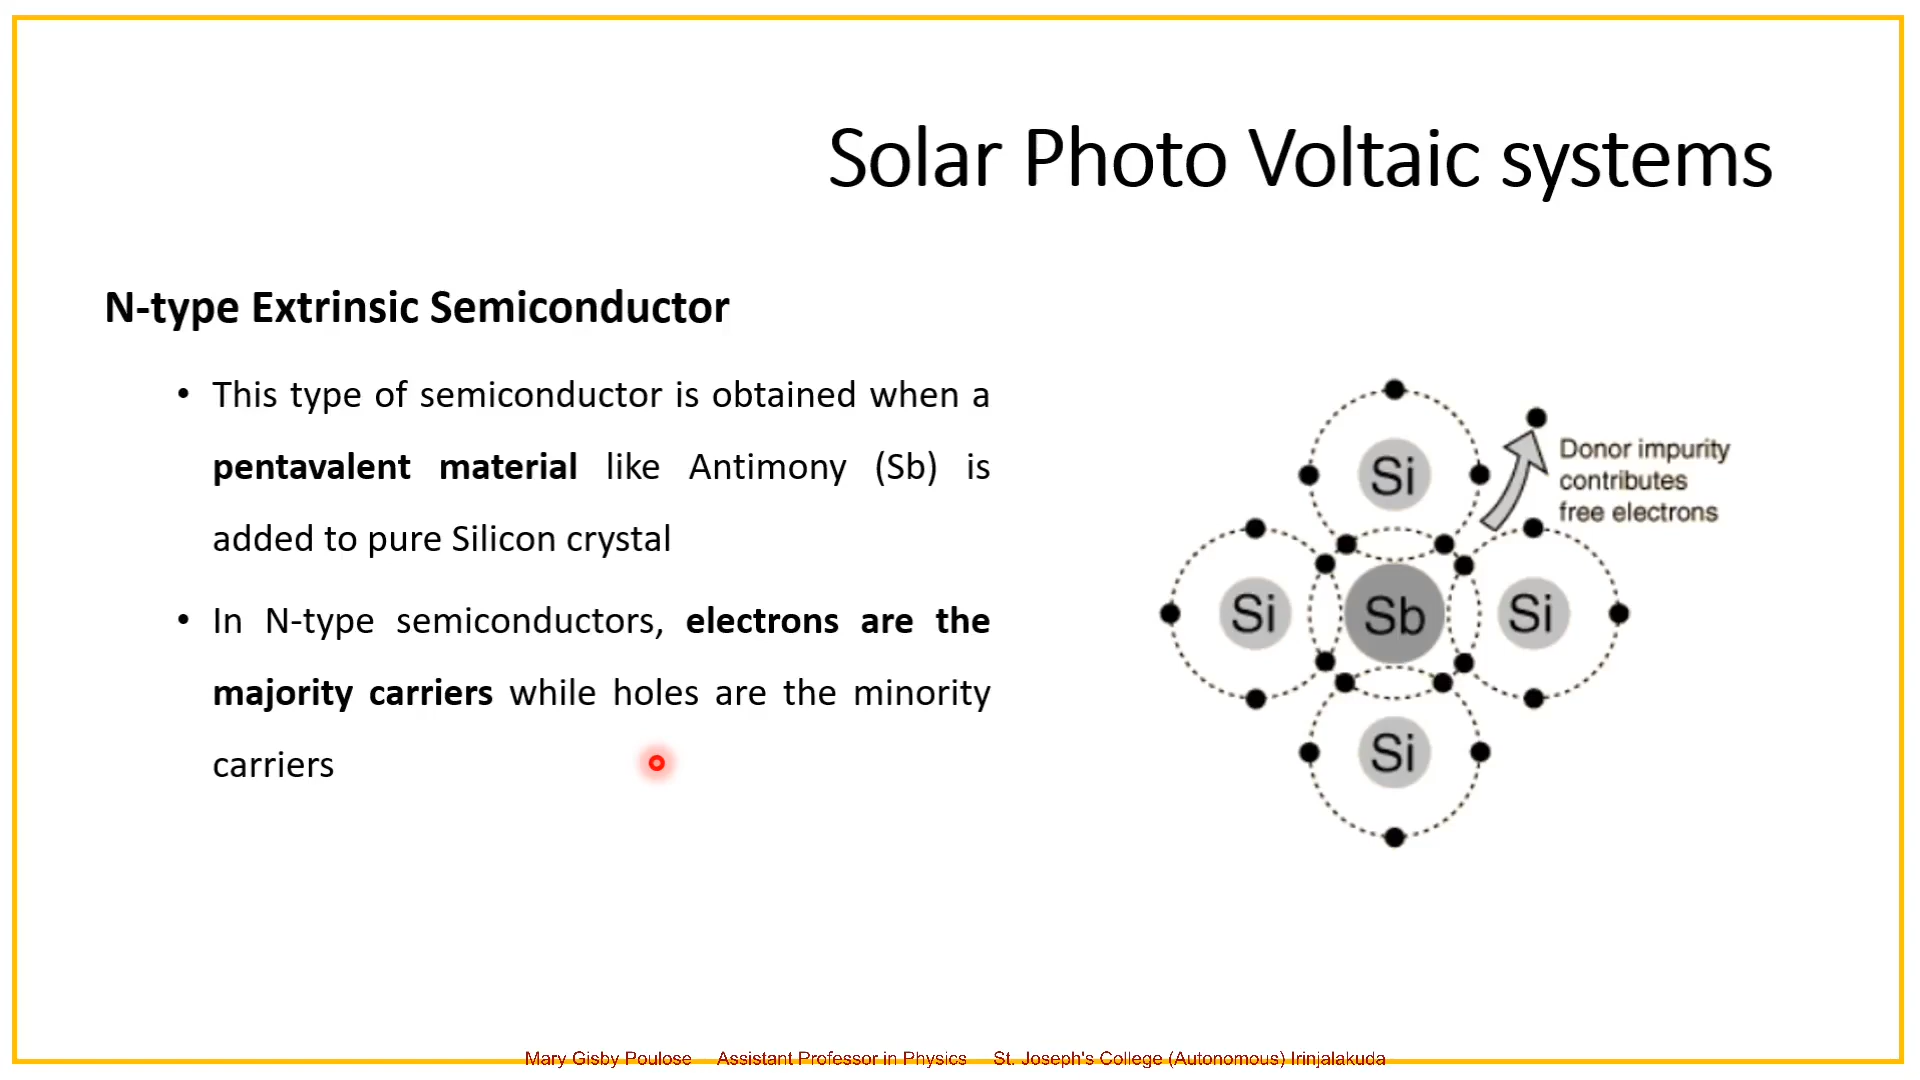 Solar Photo Voltaic systems
N-type Extrinsic Semiconductor
• This type of semiconductor is obtained when a
pentavalent material like Antimony (Sb) is
added to pure Silicon crystal
• In N-type semiconductors, electrons are the
majority carriers while holes are the minority
carriers
Si
Donor impurity
contributes
free electrons
Si Sb Si
Si
Mary Gisby Poulose Assistant Professor in Physics St. Joseph's College (Autonomous) Irinjalakuda